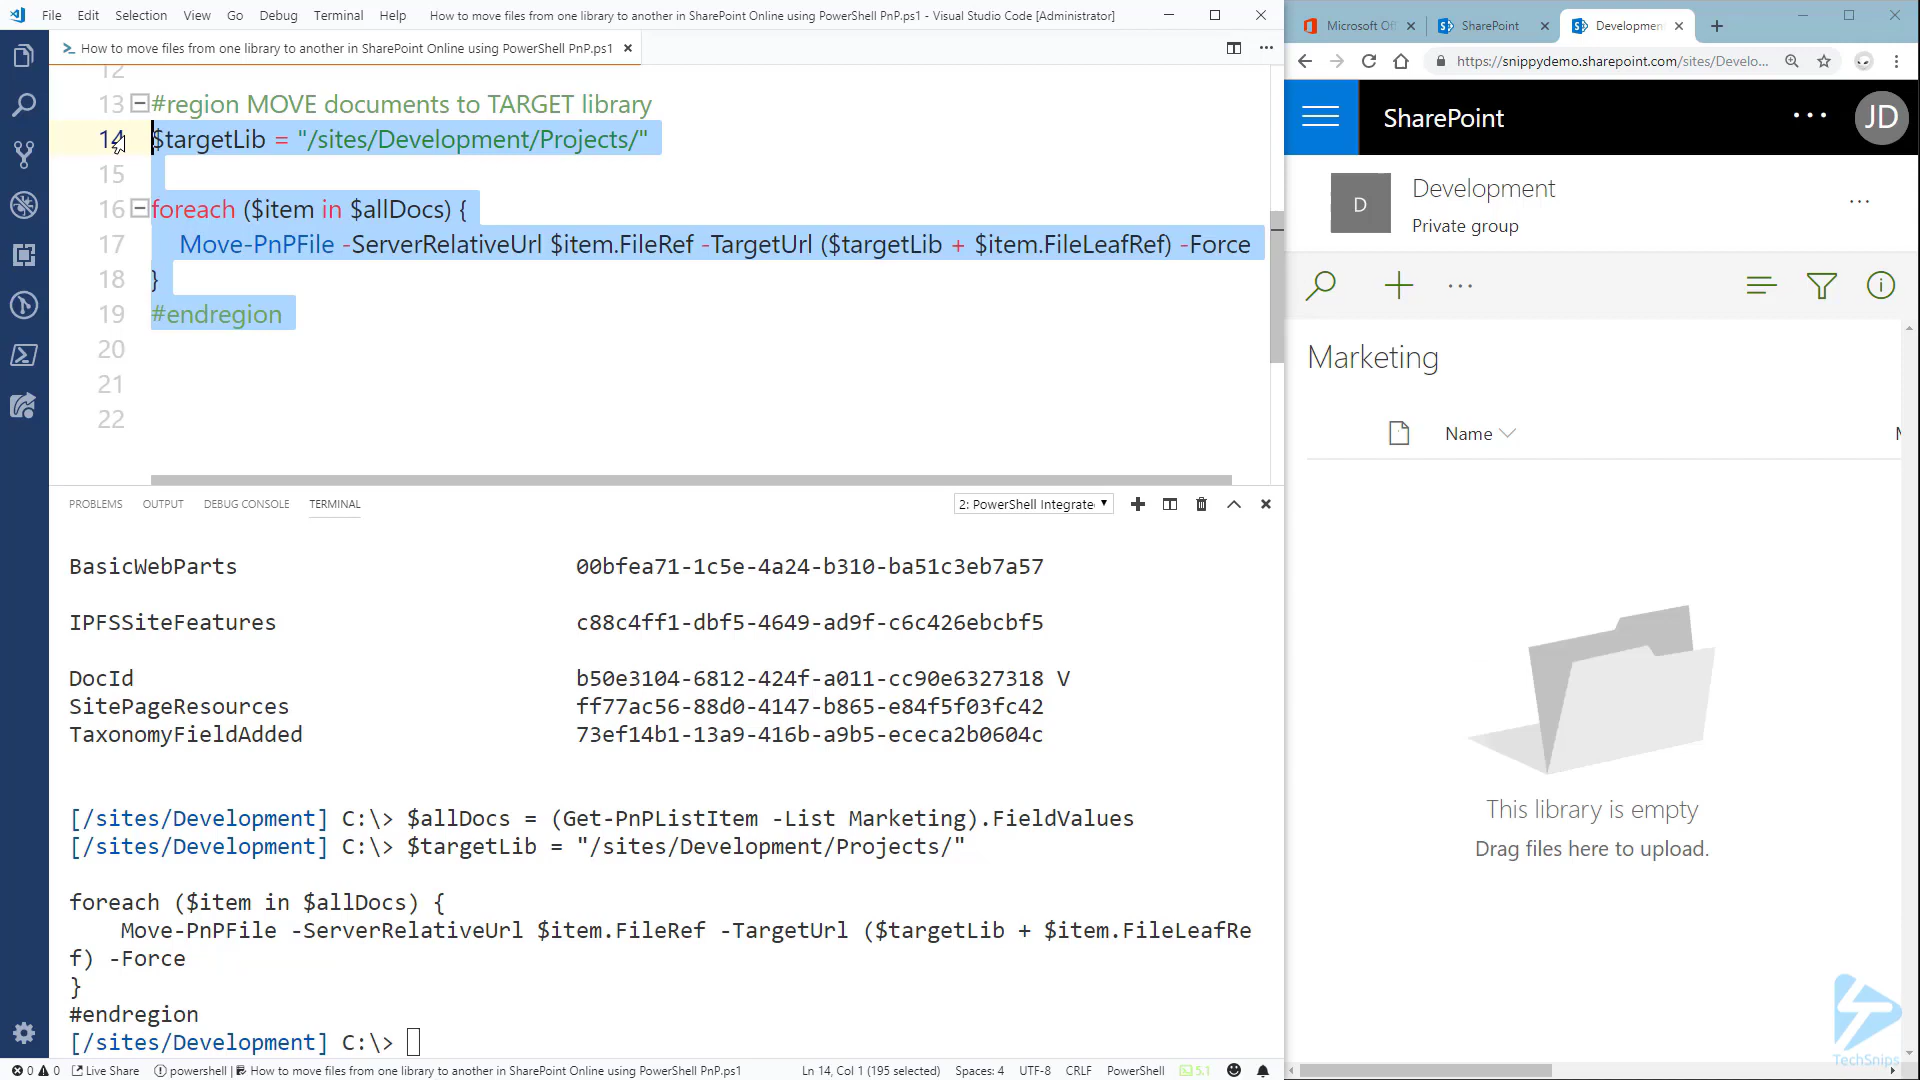 File Edit Selection View Go Debug Terminal Help How to move files from one library to another in SharePoint Online using PowerShell PnP.ps1 - Visual Studio Code [Administrator]
How to move files from one library to another in SharePoint Online using PowerShell PnP.ps1
12
13 #region MOVE documents to TARGET library
14 $targetLib = "/sites/Development/Projects/"
15
16 foreach ($item in $allDocs) {
17 Move-PnPFile -ServerRelativeUrl $item.FileRef -TargetUrl ($targetLib + $item.FileLeafRef) -Force
18 }
19 #endregion
20
21
22
PROBLEMS OUTPUT DEBUG CONSOLE TERMINAL 2: PowerShell Integrate
BasicWebParts 00bfea71-1c5e-4a24-b310-ba51c3eb7a57
IPFSSiteFeatures c88c4ff1-dbf5-4649-ad9f-c6c426ebcbf5
DocId b50e3104-6812-424f-a011-cc90e6327318 V
SitePageResources ff77ac56-88d0-4147-b865-e84f5f03fc42
TaxonomyFieldAdded 73ef14b1-13a9-416b-a9b5-ececa2b0604c
[/sites/Development] C:\> $allDocs = (Get-PnPListItem -List Marketing).FieldValues
[/sites/Development] C:\> $targetLib = "/sites/Development/Projects/"
foreach ($item in $allDocs) {
Move-PnPFile -ServerRelativeUrl $item.FileRef -TargetUrl ($targetLib + $item.FileLeafRe
f) -Force
}
#endregion
[/sites/Development] C:\>
0 0 Live Share powershell | How to move files from one library to another in SharePoint Online using PowerShell PnP.ps1 Ln 14, Col 1 (195 selected) Spaces: 4 UTF-8 CRLF PowerShell 5.1
Microsoft Of SharePoint Developmen
https://snippydemo.sharepoint.com/sites/Develo...
SharePoint ... JD
D Development ...
Private group
...
Marketing
Name
This library is empty
Drag files here to upload.
TechSnips